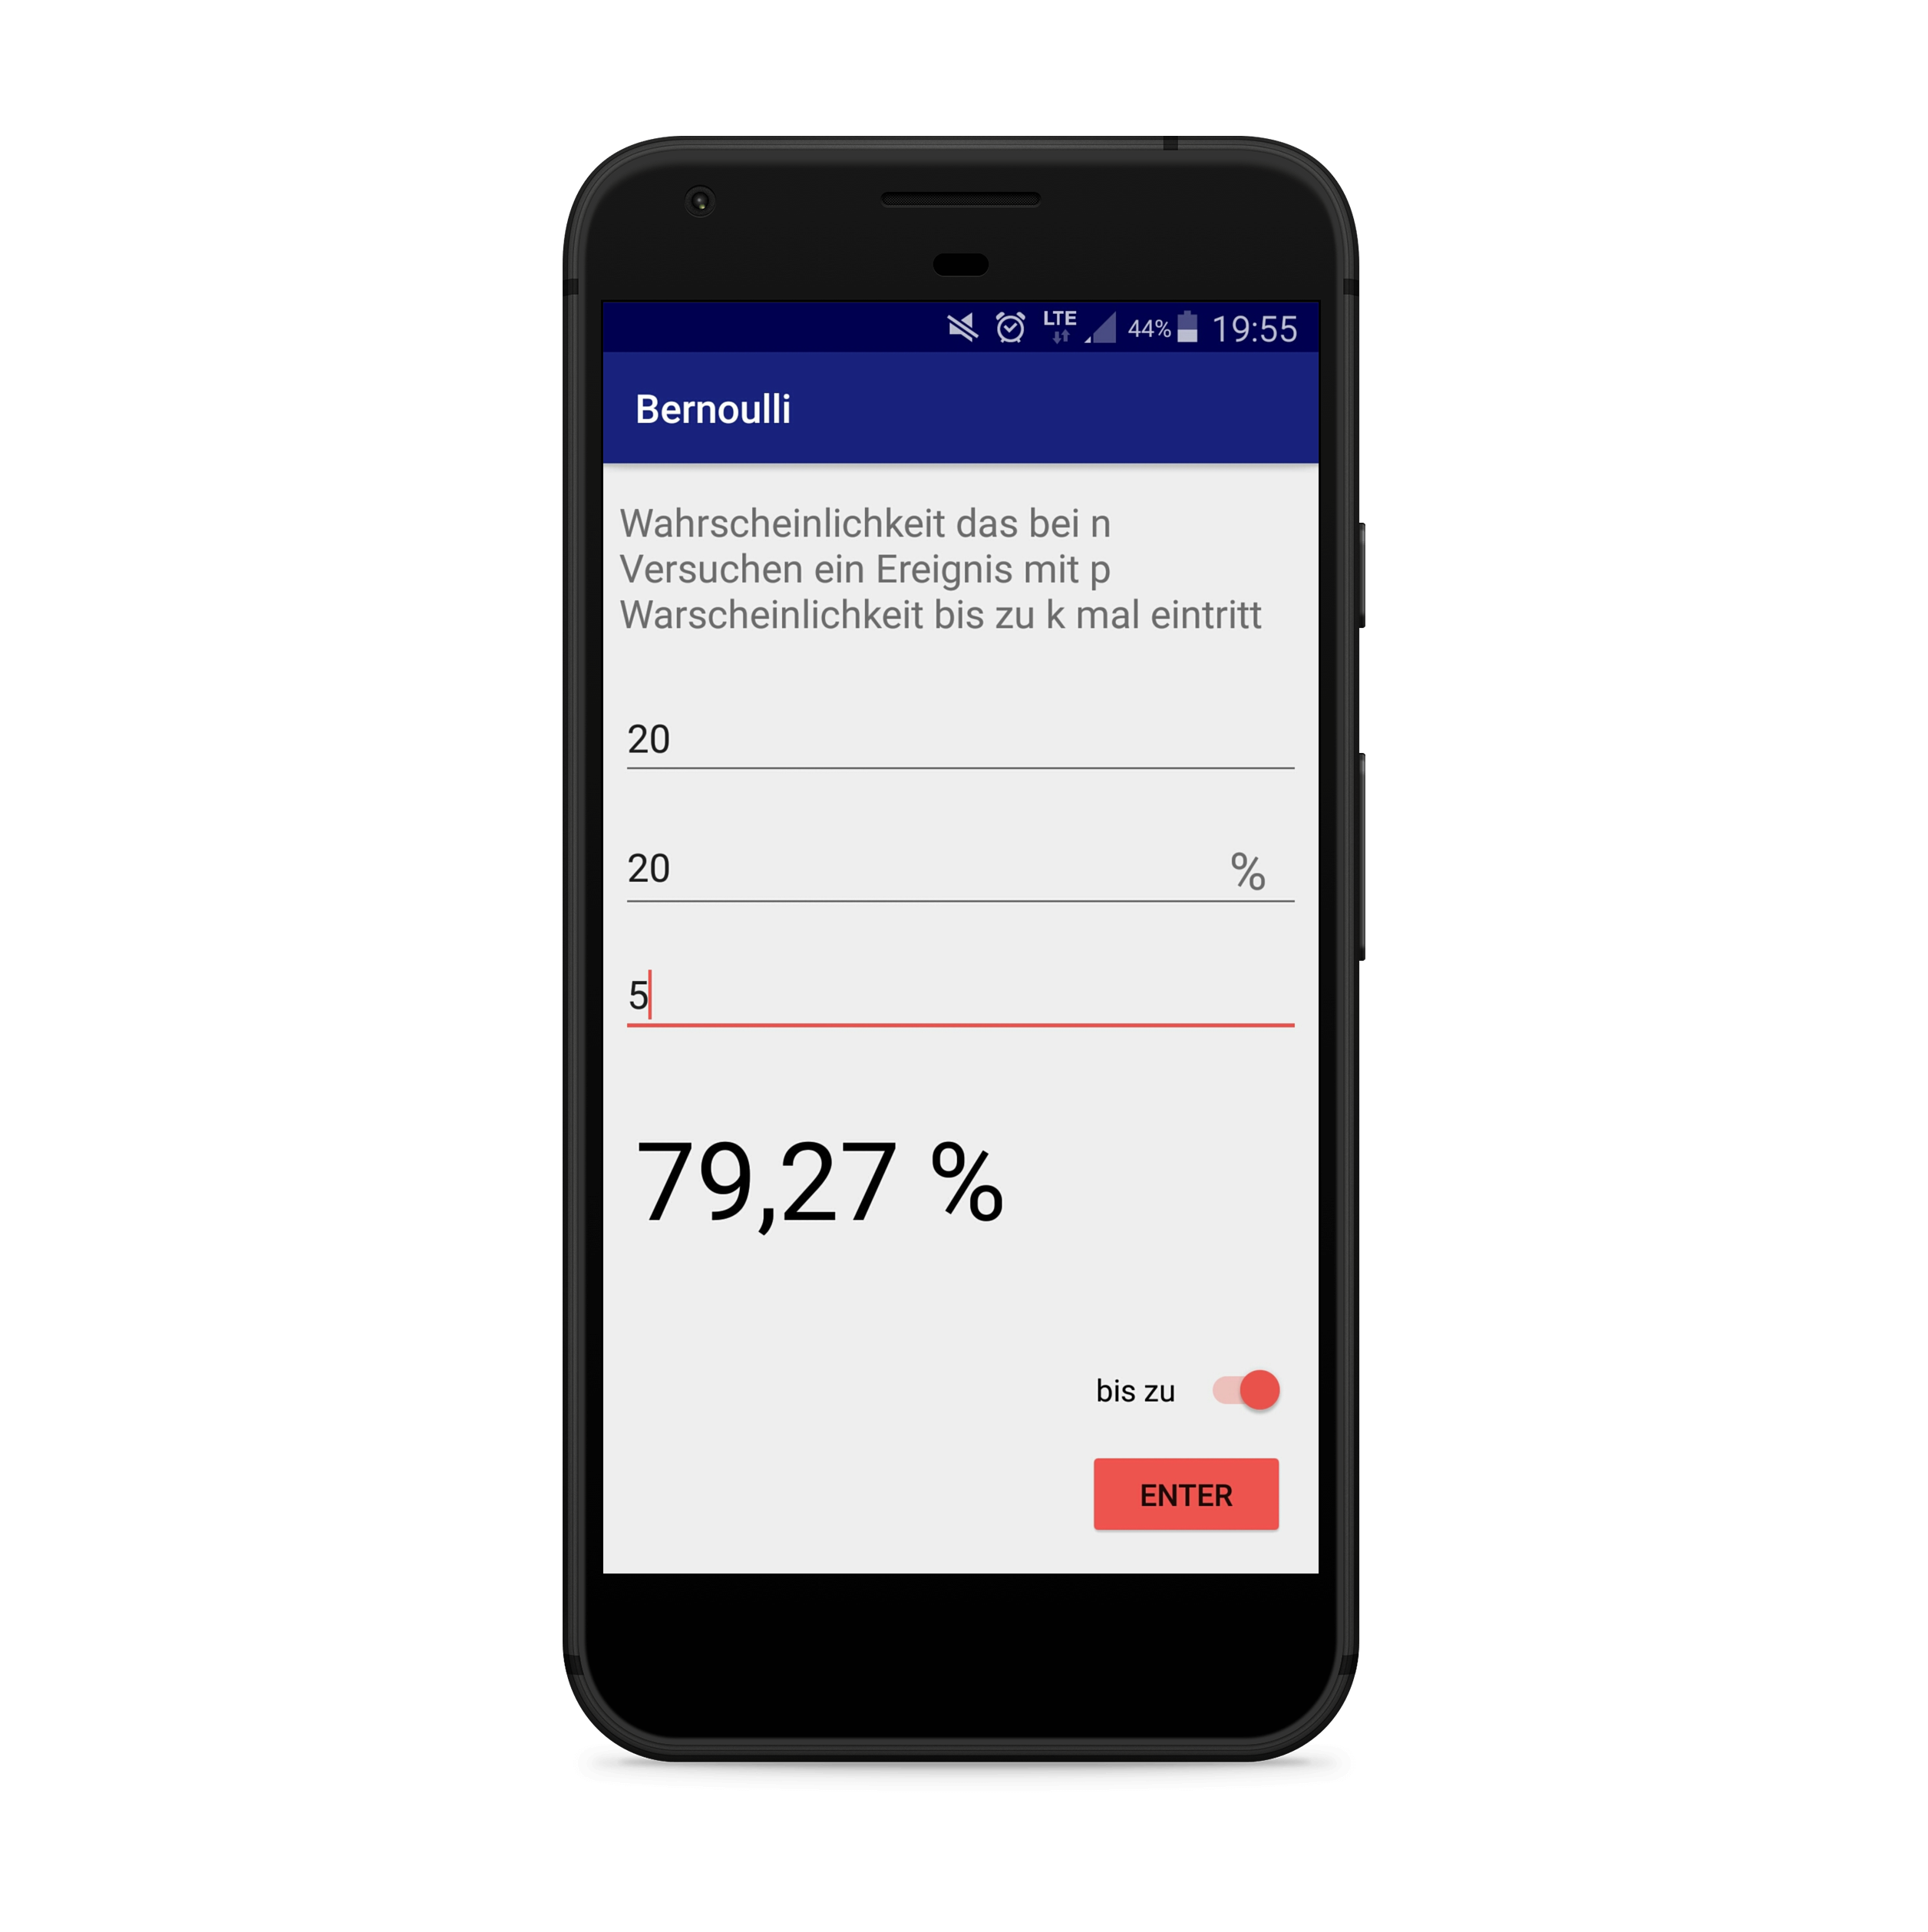 LTE 44% 19:55
Bernoulli
Wahrscheinlichkeit das bei n
Versuchen ein Ereignis mit p
Warscheinlichkeit bis zu k mal eintritt
20
20 %
5
79,27 %
bis zu
ENTER